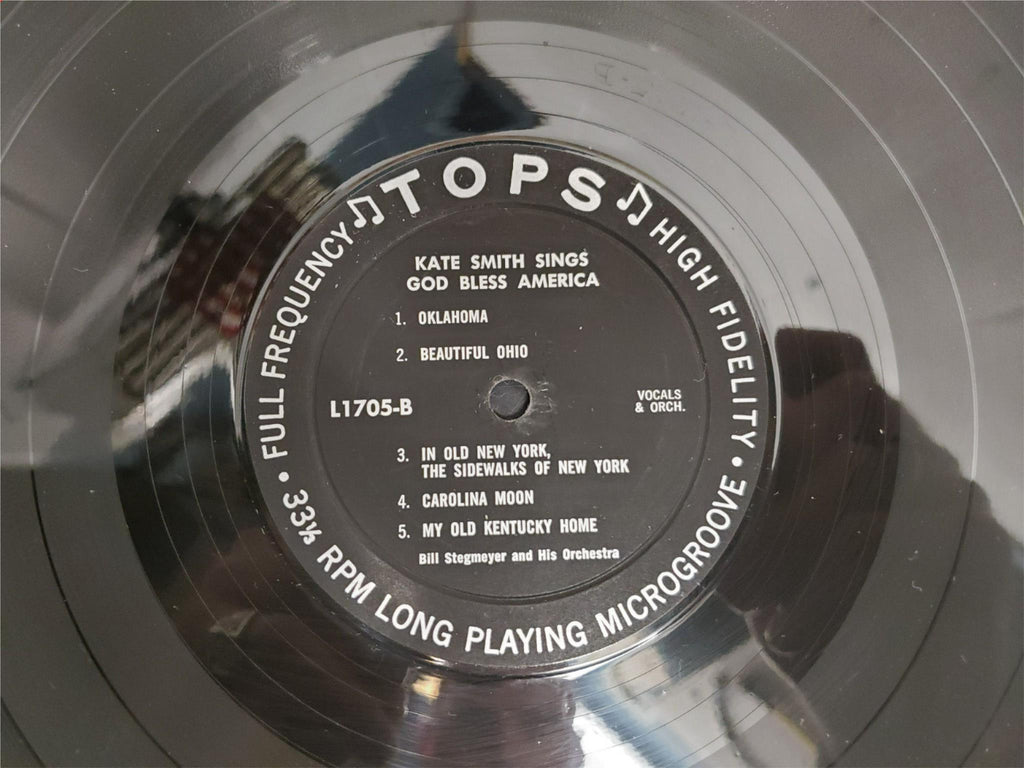 ♫ TOPS ♫
FULL FREQUENCY
HIGH FIDELITY
KATE SMITH SINGS
GOD BLESS AMERICA
1. OKLAHOMA
2. BEAUTIFUL OHIO
L1705-B
VOCALS
& ORCH.
3. IN OLD NEW YORK,
THE SIDEWALKS OF NEW YORK
4. CAROLINA MOON
5. MY OLD KENTUCKY HOME
Bill Stegmeyer and His Orchestra
• 33⅓ RPM LONG PLAYING MICROGROOVE •